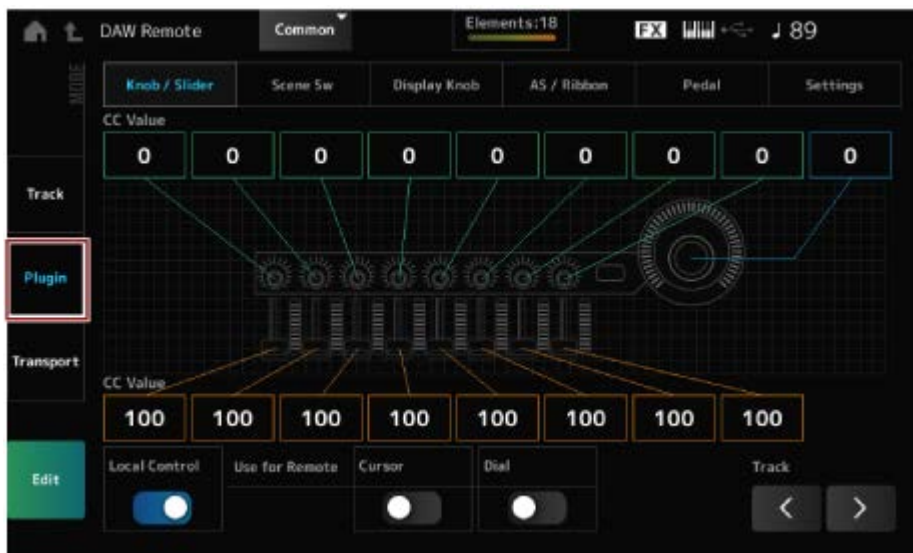 DAW Remote Common Elements:18 FX ♩ 89
MODE
Knob / Slider Scene Sw Display Knob AS / Ribbon Pedal Settings
CC Value
0 0 0 0 0 0 0 0 0
Track
Plugin
Transport
CC Value
100 100 100 100 100 100 100 100
Edit
Local Control Use for Remote Cursor Dial Track